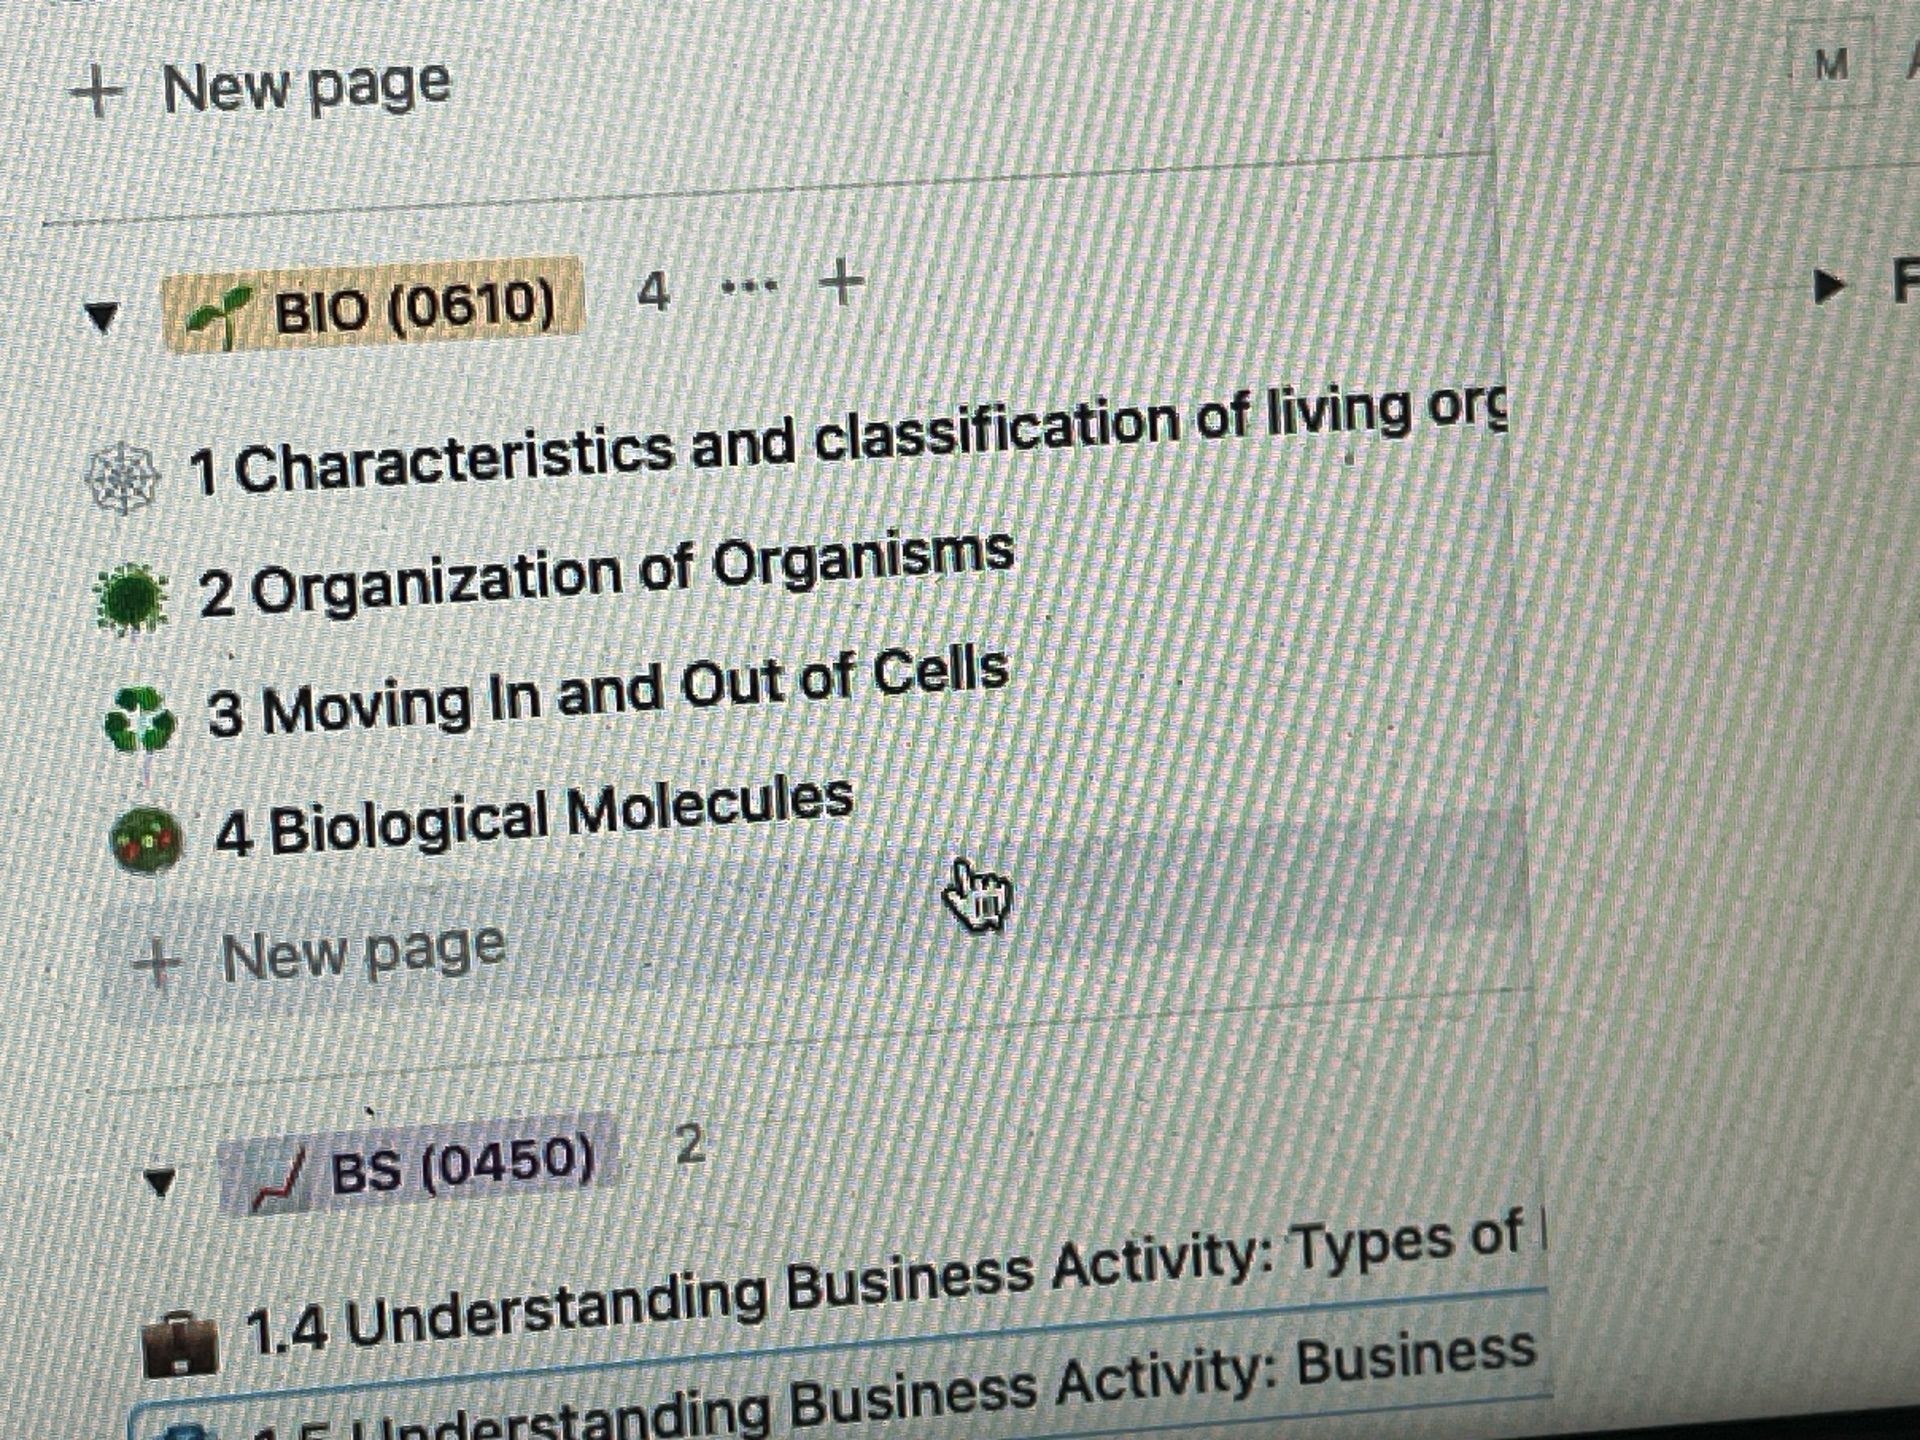 + New page
M
BIO (0610) 4 ... +
1 Characteristics and classification of living org
2 Organization of Organisms
3 Moving In and Out of Cells
4 Biological Molecules
+ New page
BS (0450) 2
1.4 Understanding Business Activity: Types of
1.5 Understanding Business Activity: Business